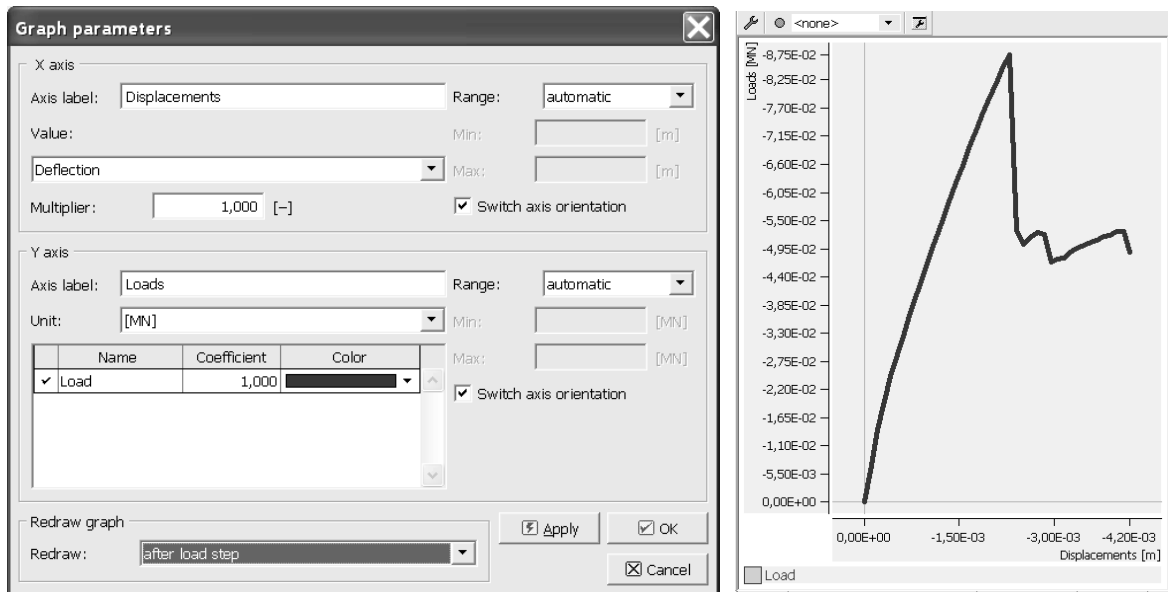 Graph parameters
X axis
Axis label: Displacements Range: automatic
Value: Min: [m]
Deflection Max: [m]
Multiplier: 1,000 [-] Switch axis orientation
Y axis
Axis label: Loads Range: automatic
Unit: [MN] Min: [MN]
Name Coefficient Color Max: [MN]
Load 1,000 Switch axis orientation
Redraw graph
Redraw: after load step
Apply OK
Cancel
<none>
Loads [MN]
-8,75E-02
-8,25E-02
-7,70E-02
-7,15E-02
-6,60E-02
-6,05E-02
-5,50E-02
-4,95E-02
-4,40E-02
-3,85E-02
-3,30E-02
-2,75E-02
-2,20E-02
-1,65E-02
-1,10E-02
-5,50E-03
0,00E+00
0,00E+00 -1,50E-03 -3,00E-03 -4,20E-03
Displacements [m]
Load